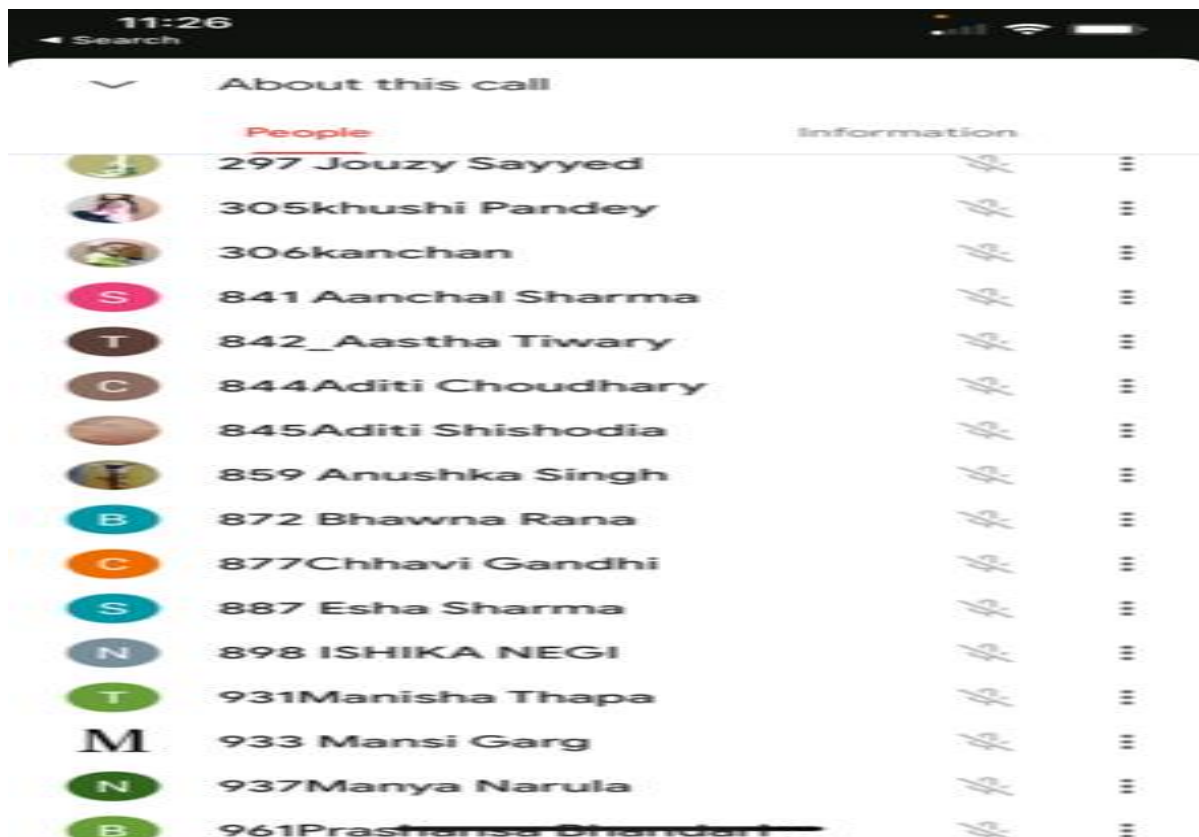 11:26
◄ Search
About this call
People Information
297 Jouzy Sayyed
305khushi Pandey
306kanchan
S 841 Aanchal Sharma
T 842_Aastha Tiwary
C 844Aditi Choudhary
845Aditi Shishodia
859 Anushka Singh
B 872 Bhawna Rana
C 877Chhavi Gandhi
S 887 Esha Sharma
N 898 ISHIKA NEGI
T 931Manisha Thapa
M 933 Mansi Garg
N 937Manya Narula
B 961Prashansa Bhandari